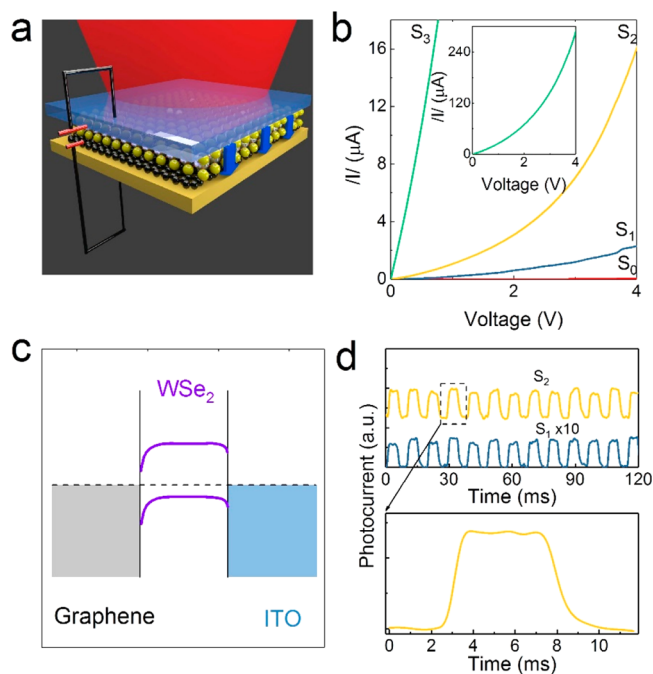 a
b
S₃
S₂
S₁
S₀
16
12
8
4
0
/I/ (μA)
0
2
4
Voltage (V)
240
120
0
/I/ (μA)
0
2
4
Voltage (V)
c
WSe₂
Graphene
ITO
d
S₂
S₁ x10
0
30
60
90
120
Time (ms)
Photocurrent (a.u.)
0
2
4
6
8
10
Time (ms)